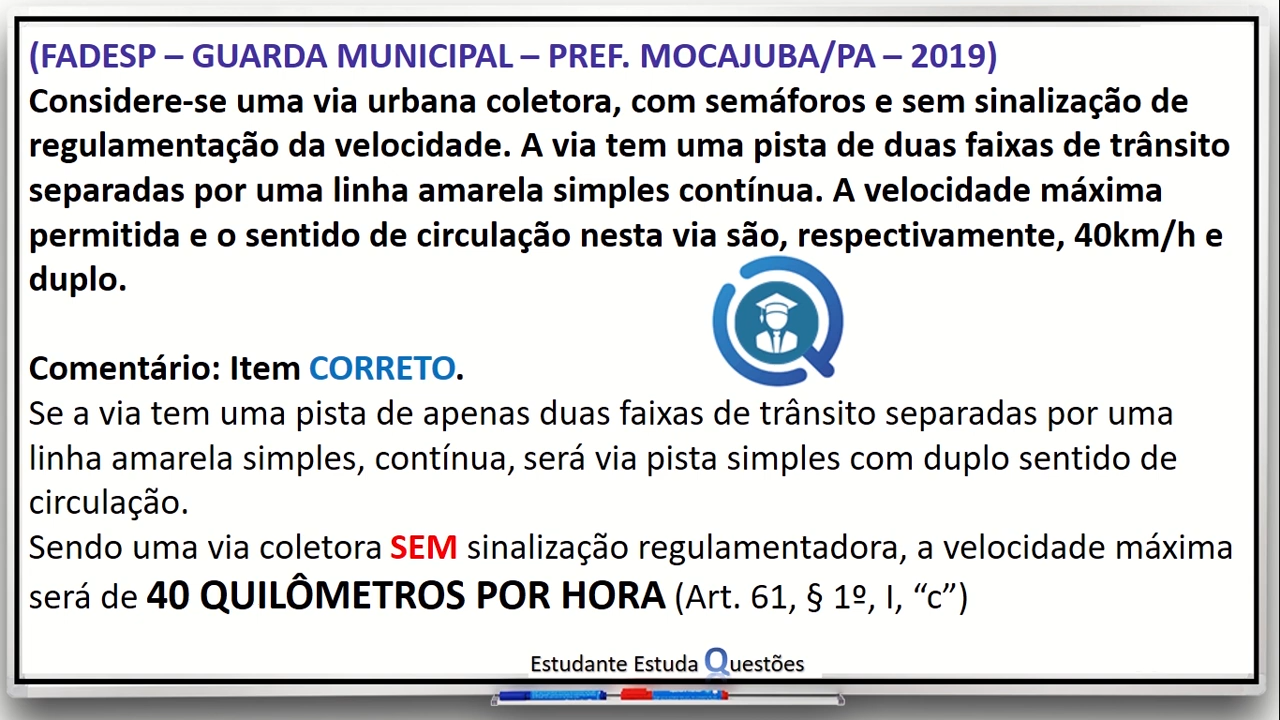 (FADESP – GUARDA MUNICIPAL – PREF. MOCAJUBA/PA – 2019)
Considere-se uma via urbana coletora, com semáforos e sem sinalização de
regulamentação da velocidade. A via tem uma pista de duas faixas de trânsito
separadas por uma linha amarela simples contínua. A velocidade máxima
permitida e o sentido de circulação nesta via são, respectivamente, 40km/h e
duplo.
Comentário: Item CORRETO.
Se a via tem uma pista de apenas duas faixas de trânsito separadas por uma
linha amarela simples, contínua, será via pista simples com duplo sentido de
circulação.
Sendo uma via coletora SEM sinalização regulamentadora, a velocidade máxima
será de 40 QUILÔMETROS POR HORA (Art. 61, § 1º, I, “c”)
Estudante Estuda Questões